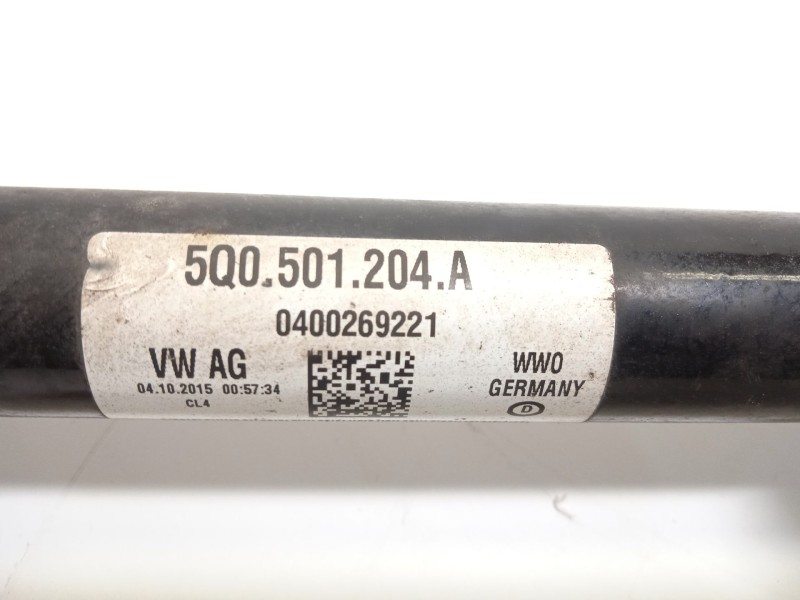 5Q0.501.204.A
0400269221
VW AG
04.10.2015 00:57:34
CL4
WWO
GERMANY
D